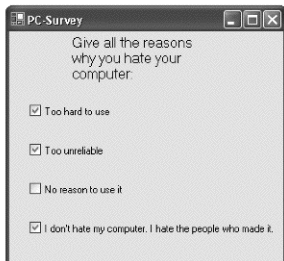 PC-Survey
Give all the reasons
why you hate your
computer:
Too hard to use
Too unreliable
No reason to use it
I don't hate my computer. I hate the people who made it.